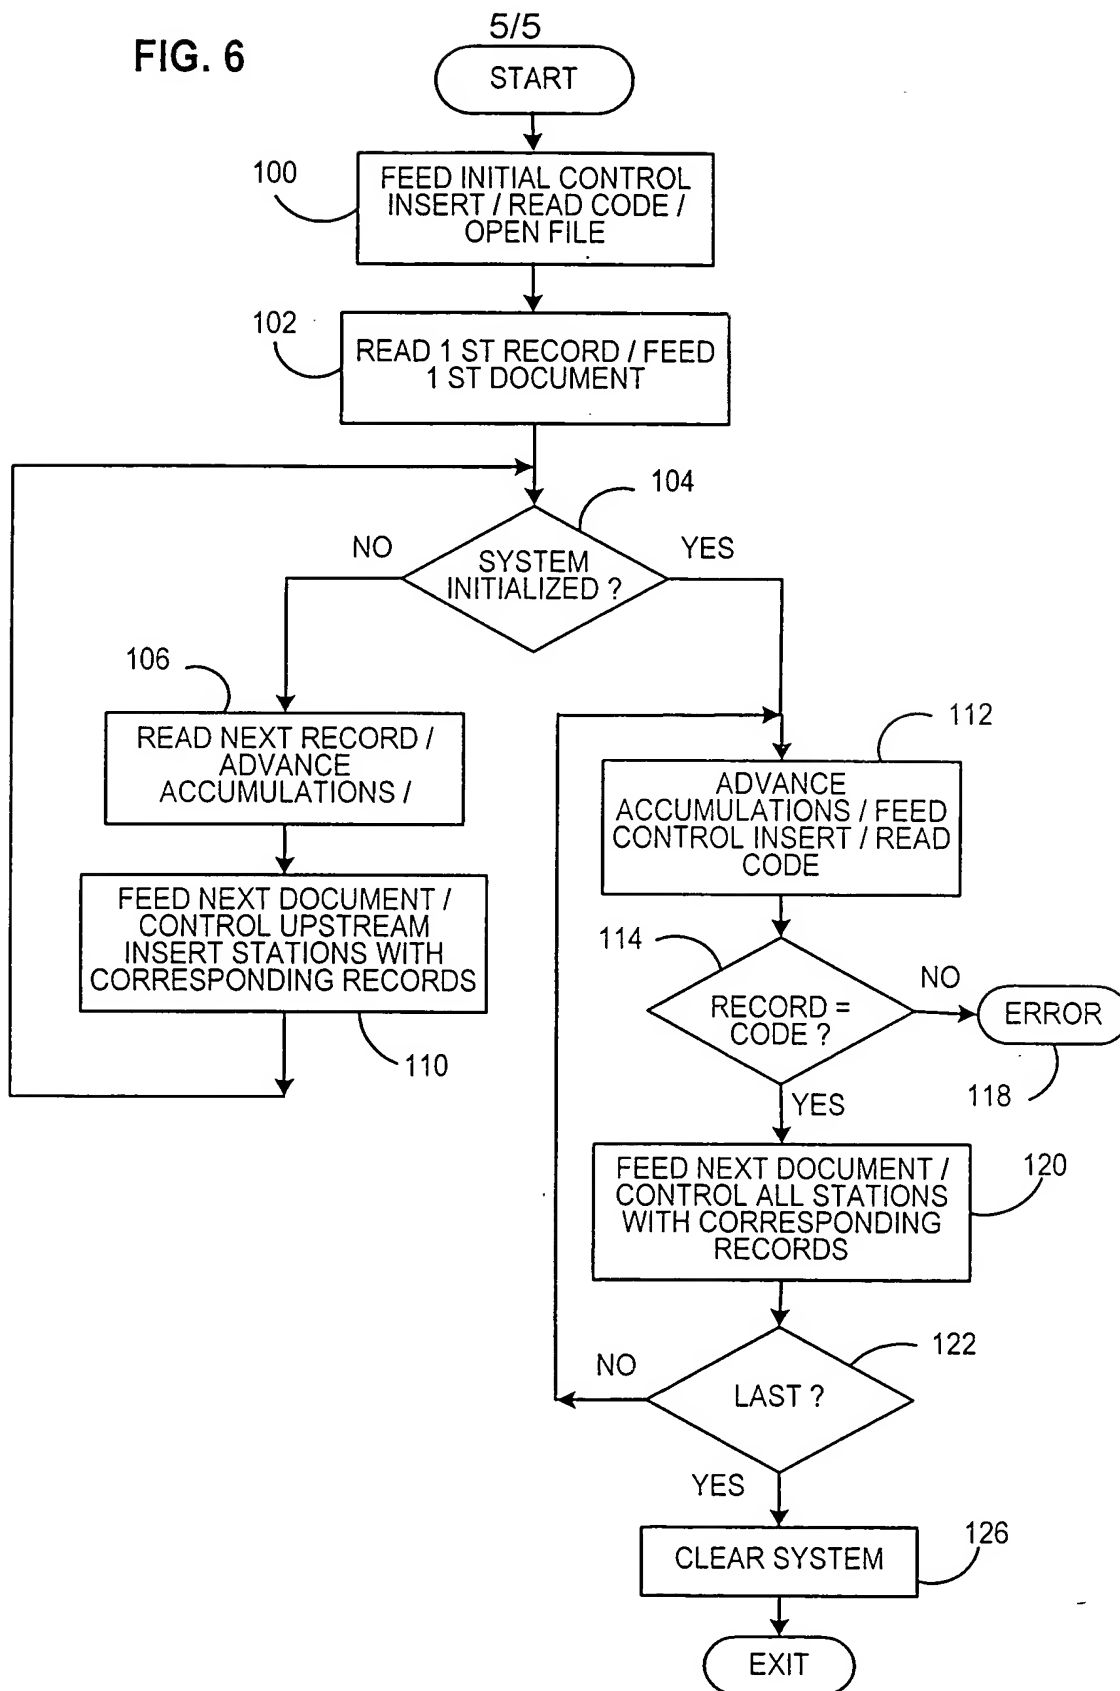 5/5
FIG. 6
START
100
FEED INITIAL CONTROL
INSERT / READ CODE /
OPEN FILE
102
READ 1 ST RECORD / FEED
1 ST DOCUMENT
104
NO
YES
SYSTEM
INITIALIZED ?
106
READ NEXT RECORD /
ADVANCE
ACCUMULATIONS /
112
ADVANCE
ACCUMULATIONS / FEED
CONTROL INSERT / READ
CODE
FEED NEXT DOCUMENT /
CONTROL UPSTREAM
INSERT STATIONS WITH
CORRESPONDING RECORDS
110
114
RECORD =
CODE ?
NO
ERROR
118
YES
FEED NEXT DOCUMENT /
CONTROL ALL STATIONS
WITH CORRESPONDING
RECORDS
120
122
NO
LAST ?
YES
CLEAR SYSTEM
126
EXIT